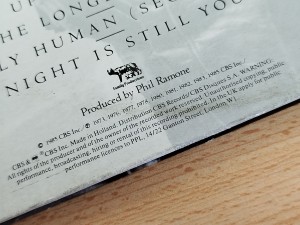 UP
THE LONGE
LY HUMAN (SEC
NIGHT IS STILL YOU
Produced by Phil Ramone
© 1985 CBS Inc./ ℗ 1973, 1975, 1977, 1978, 1980, 1981, 1982, 1983, 1985 CBS Inc./
CBS & CBS Inc. Made in Holland. Distribution CBS Records/ CBS Disques S.A. WARNING:
All rights of the producer and of the owner of the recorded work reserved. Unauthorised copying, public
performance, broadcasting, hiring or rental of this recording prohibited. In the UK apply for public
performance licences to PPL, 14/22 Ganton Street, London W1